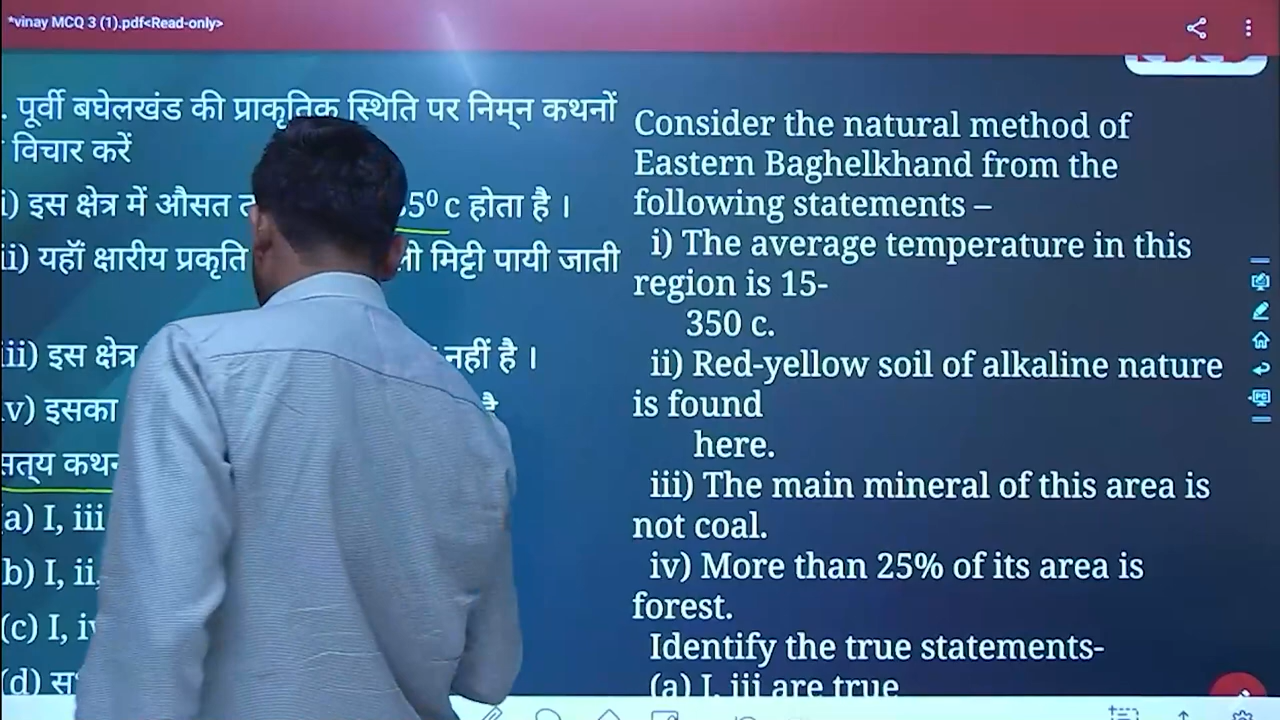 *vinay MCQ 3 (1).pdf<Read-only>
. पूर्वी बघेलखंड की प्राकृतिक स्थिति पर निम्न कथनों
विचार करें
i) इस क्षेत्र में औसत 5⁰ c होता है ।
ii) यहॉ क्षारीय प्रकृति मिट्टी पायी जाती
iii) इस क्षेत्र नहीं है ।
iv) इसका है
सत्य
(a) I, iii
(b) I, ii,
(c) I,
(d)
Consider the natural method of
Eastern Baghelkhand from the
following statements –
i) The average temperature in this
region is 15-
350 c.
ii) Red-yellow soil of alkaline nature
is found
here.
iii) The main mineral of this area is
not coal.
iv) More than 25% of its area is
forest.
Identify the true statements-
(a) I, iii are true